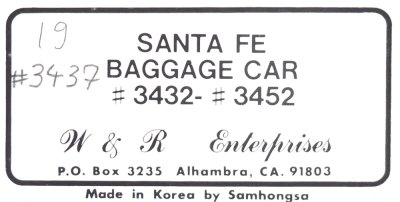 19
#3437
SANTA FE
BAGGAGE CAR
# 3432- # 3452
W & R Enterprises
P.O. Box 3235 Alhambra, CA. 91803
Made in Korea by Samhongsa